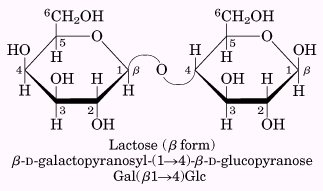 ⁶CH₂OH ⁶CH₂OH
5 O 5 O
HO H H H OH
4 OH H 1 β O 4 OH H 1 β
H H H H
3 2 3 2
H OH H OH
Lactose (β form)
β-D-galactopyranosyl-(1→4)-β-D-glucopyranose
Gal(β1→4)Glc